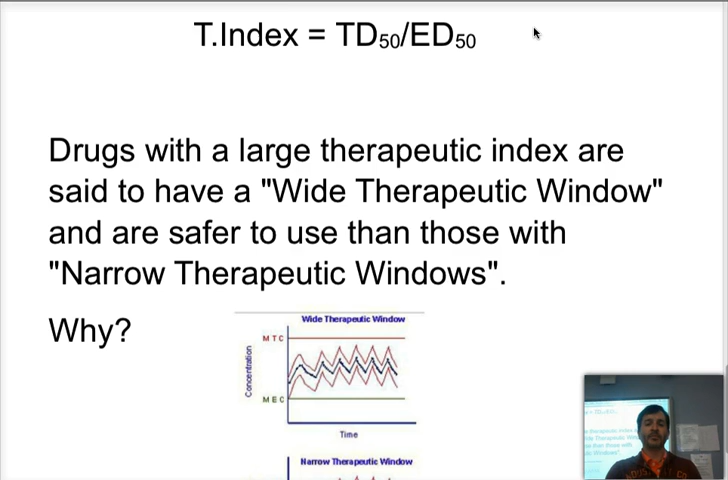 T.Index = TD50/ED50
Drugs with a large therapeutic index are
said to have a "Wide Therapeutic Window"
and are safer to use than those with
"Narrow Therapeutic Windows".
Why?
Wide Therapeutic Window
MTC
Concentration
MEC
Time
Narrow Therapeutic Window